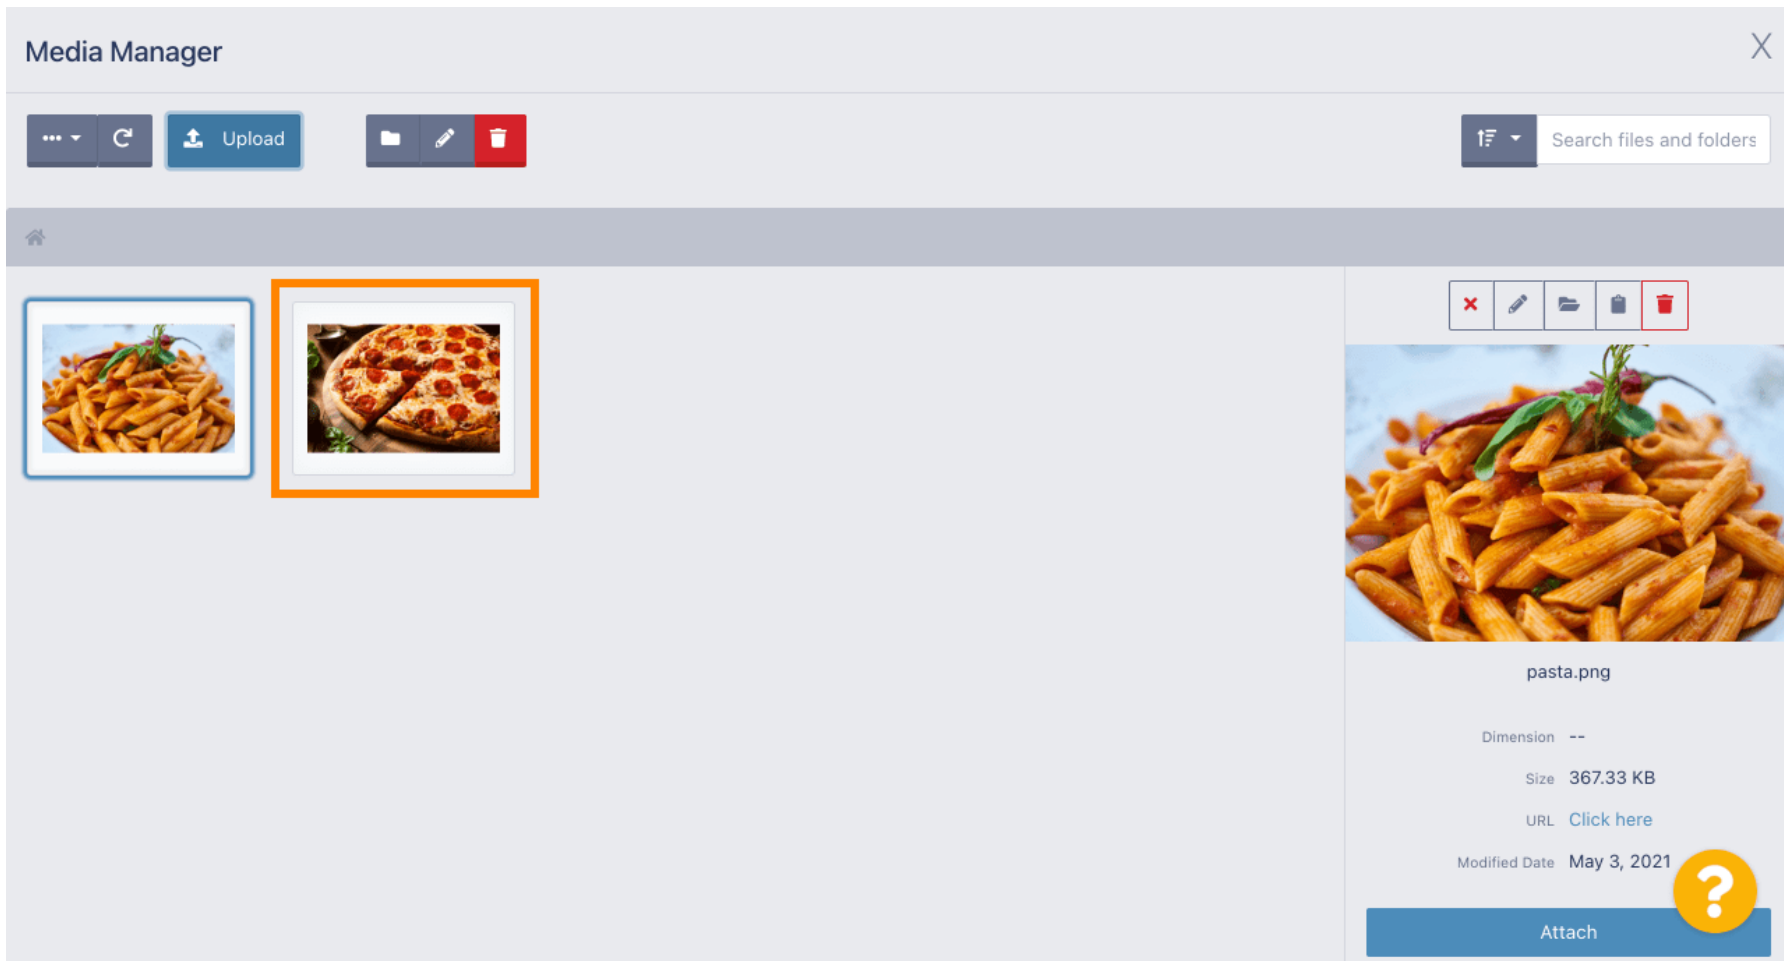 Media Manager
X
Upload
Search files and folders
pasta.png
Dimension --
Size 367.33 KB
URL Click here
Modified Date May 3, 2021
?
Attach